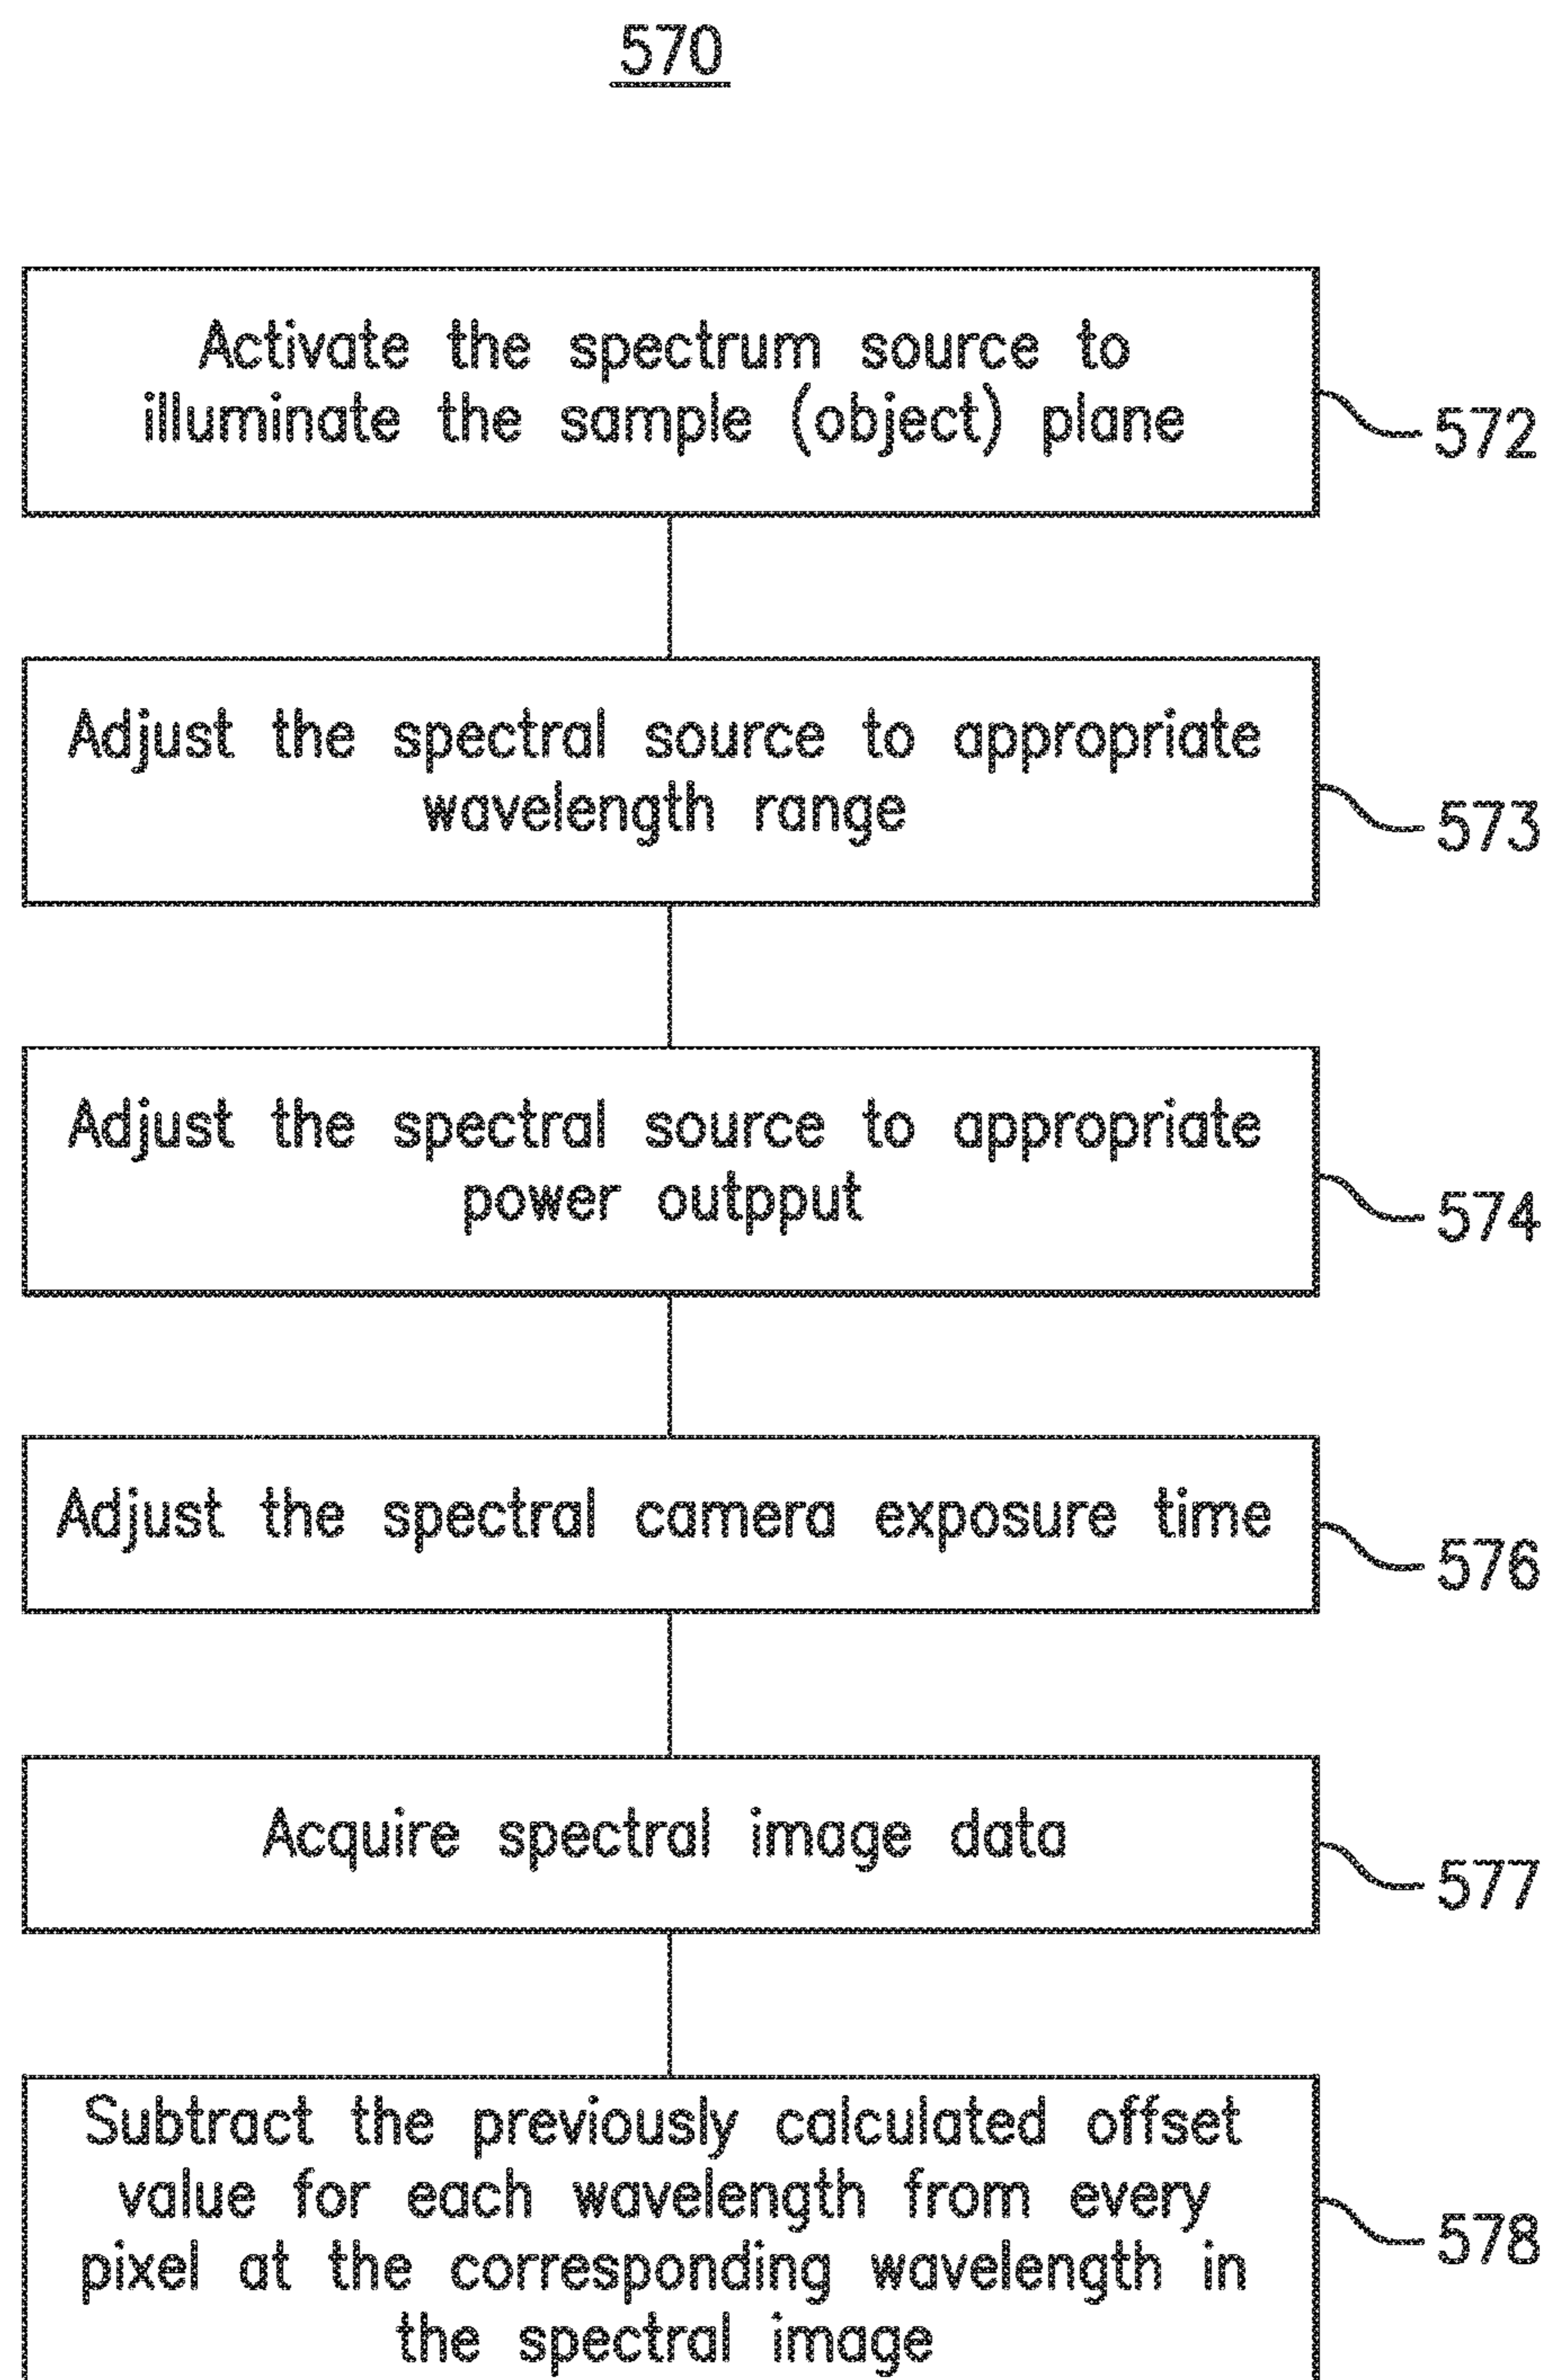 570
Activate the spectrum source to
illuminate the sample (object) plane
572
Adjust the spectral source to appropriate
wavelength range
573
Adjust the spectral source to appropriate
power outpput
574
Adjust the spectral camera exposure time
576
Acquire spectral image data
577
Subtract the previously calculated offset
value for each wavelength from every
pixel at the corresponding wavelength in
the spectral image
578